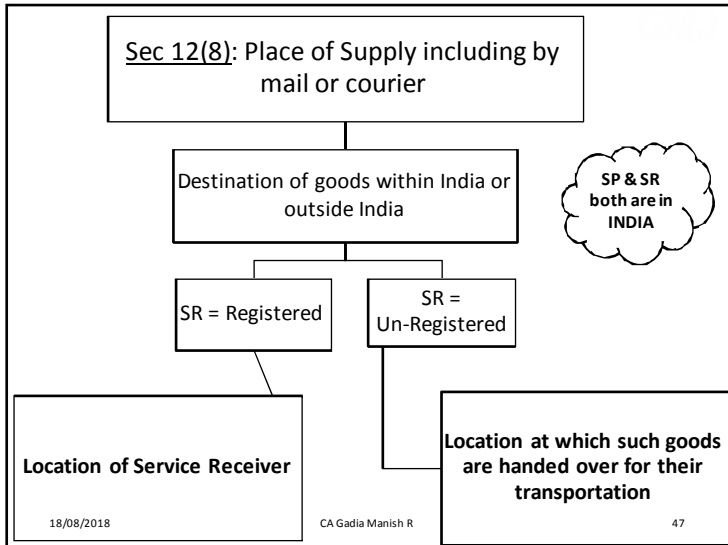 Sec 12(8): Place of Supply including by
mail or courier
Destination of goods within India or
outside India
SP & SR
both are in
INDIA
SR = Registered
SR =
Un-Registered
Location of Service Receiver
Location at which such goods
are handed over for their
transportation
18/08/2018
CA Gadia Manish R
47